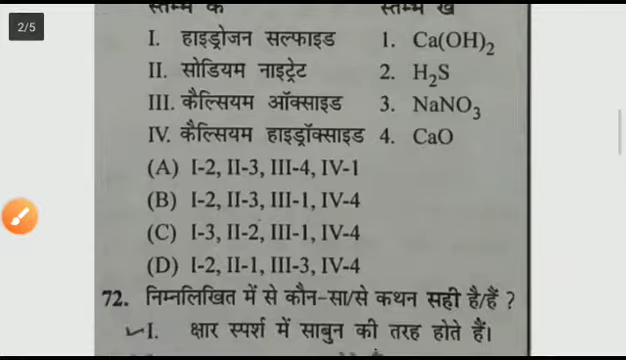 2/5
स्तम्भ क स्तम्भ ख
I. हाइड्रोजन सल्फाइड 1. Ca(OH)₂
II. सोडियम नाइट्रेट 2. H₂S
III. कैल्सियम ऑक्साइड 3. NaNO₃
IV. कैल्सियम हाइड्रॉक्साइड 4. CaO
(A) I-2, II-3, III-4, IV-1
(B) I-2, II-3, III-1, IV-4
(C) I-3, II-2, III-1, IV-4
(D) I-2, II-1, III-3, IV-4
72. निम्नलिखित में से कौन-सा/से कथन सही है/हैं ?
I. क्षार स्पर्श में साबुन की तरह होते हैं।